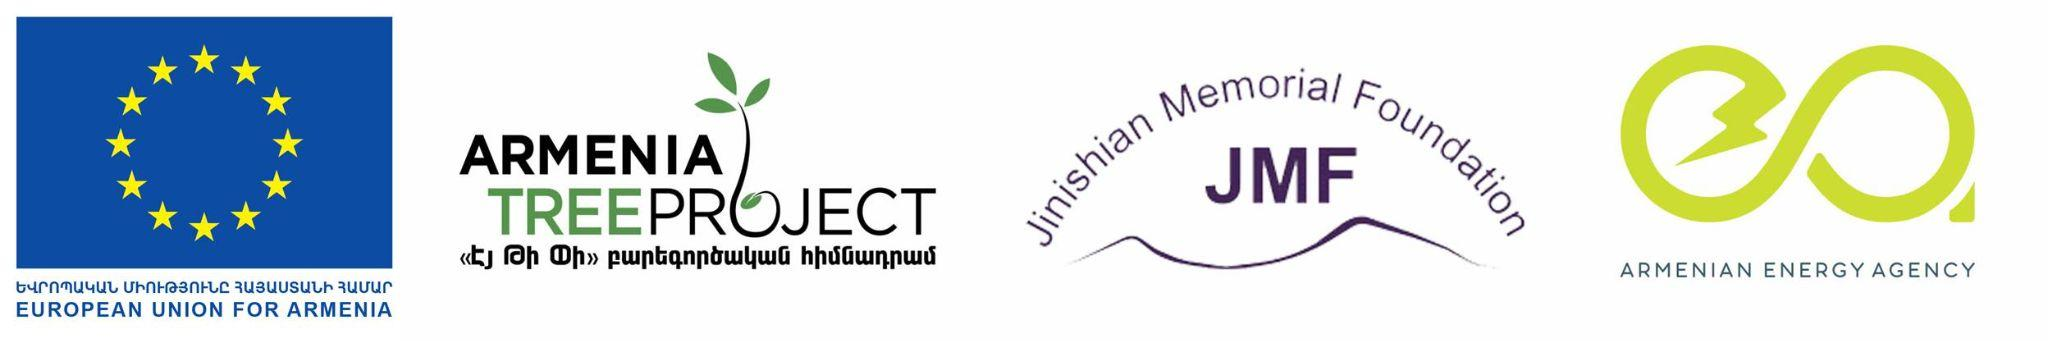 ԵՎՐՈՊԱԿԱՆ ՄԻՈՒԹՅՈՒՆԸ ՀԱՅԱՍՏԱՆԻ ՀԱՄԱՐ
EUROPEAN UNION FOR ARMENIA
ARMENIA
TREEPROJECT
«Էյ Թի Փի» բարեգործական հիմնադրամ
Jinishian Memorial Foundation
JMF
ea
ARMENIAN ENERGY AGENCY